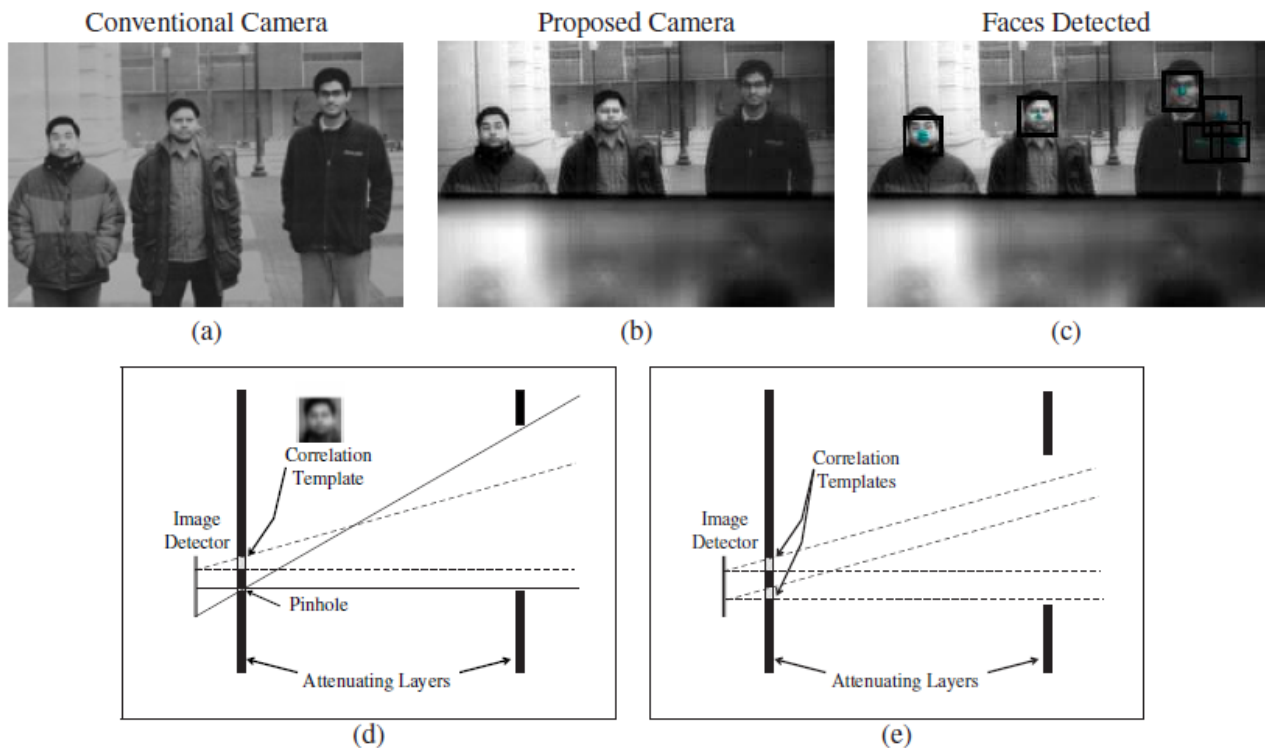 Conventional Camera
Proposed Camera
Faces Detected
(a)
(b)
(c)
Correlation
Template
Image
Detector
Pinhole
Attenuating Layers
(d)
Correlation
Templates
Image
Detector
Attenuating Layers
(e)